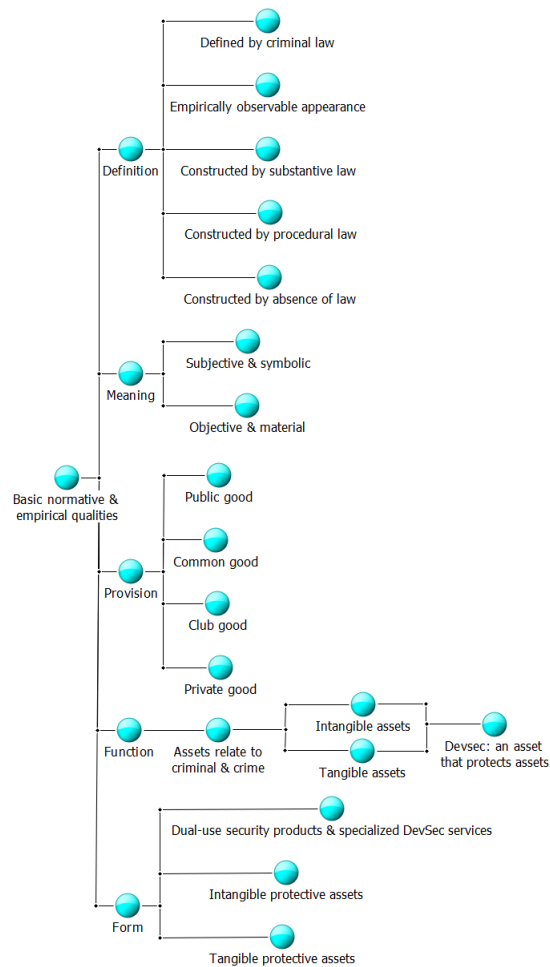 Defined by criminal law
Empirically observable appearance
Definition
Constructed by substantive law
Constructed by procedural law
Constructed by absence of law
Subjective & symbolic
Meaning
Objective & material
Basic normative &
empirical qualities
Public good
Common good
Provision
Club good
Private good
Function
Assets relate to
criminal & crime
Intangible assets
Tangible assets
Devsec: an asset
that protects assets
Dual-use security products & specialized DevSec services
Intangible protective assets
Form
Tangible protective assets